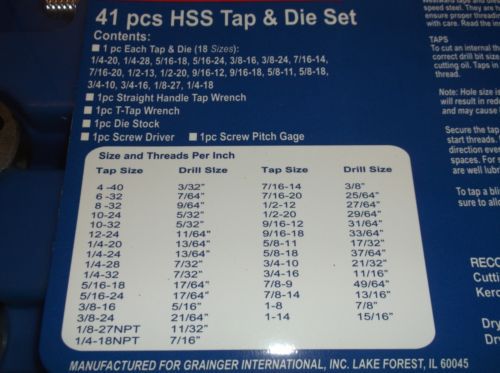 41 pcs HSS Tap & Die Set
Contents:
1 pc Each Tap & Die (18 Sizes):
1/4-20, 1/4-28, 5/16-18, 5/16-24, 3/8-16, 3/8-24, 7/16-14,
7/16-20, 1/2-13, 1/2-20, 9/16-12, 9/16-18, 5/8-11, 5/8-18,
3/4-10, 3/4-16, 1/8-27, 1/4-18
1pc Straight Handle Tap Wrench
1pc T-Tap Wrench
1pc Die Stock
1pc Screw Driver 1pc Screw Pitch Gage
Size and Threads Per Inch
Tap Size Drill Size Tap Size Drill Size
4-40 3/32" 7/16-14 3/8"
6-32 7/64" 7/16-20 25/64"
8-32 9/64" 1/2-12 27/64"
10-24 5/32" 1/2-20 29/64"
10-32 5/32" 9/16-12 31/64"
12-24 11/64" 9/16-18 33/64"
1/4-20 13/64" 5/8-11 17/32"
1/4-24 13/64" 5/8-18 37/64"
1/4-28 7/32" 3/4-10 21/32"
1/4-32 7/32" 3/4-16 11/16"
5/16-18 17/64" 7/8-9 49/64"
5/16-24 17/64" 7/8-14 13/16"
3/8-16 5/16" 1-8 7/8"
3/8-24 21/64" 1-14 15/16"
1/8-27NPT 11/32"
1/4-18NPT 7/16"
MANUFACTURED FOR GRAINGER INTERNATIONAL, INC. LAKE FOREST, IL 60045
speed steel. They are
ensure proper threading
with care.
TAPS
To cut an internal
correct drill bit size
cutting oil. Taps in
thread.
Note: Hole size is
will result in red
and may cause
Secure the tap
start threads.
direction ever
spaces. For
are well lubr
To tap a bli
sure to allo
RECO
Cutti
Kero
Dry
Dr